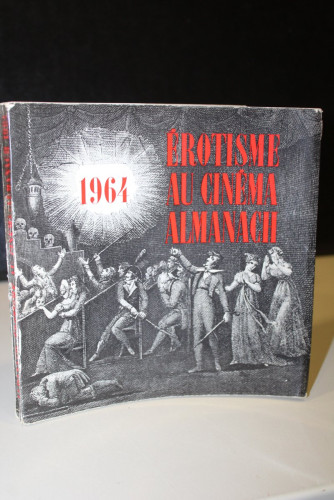 1964
ÉROTISME
AU CINÉMA
ALMANACH